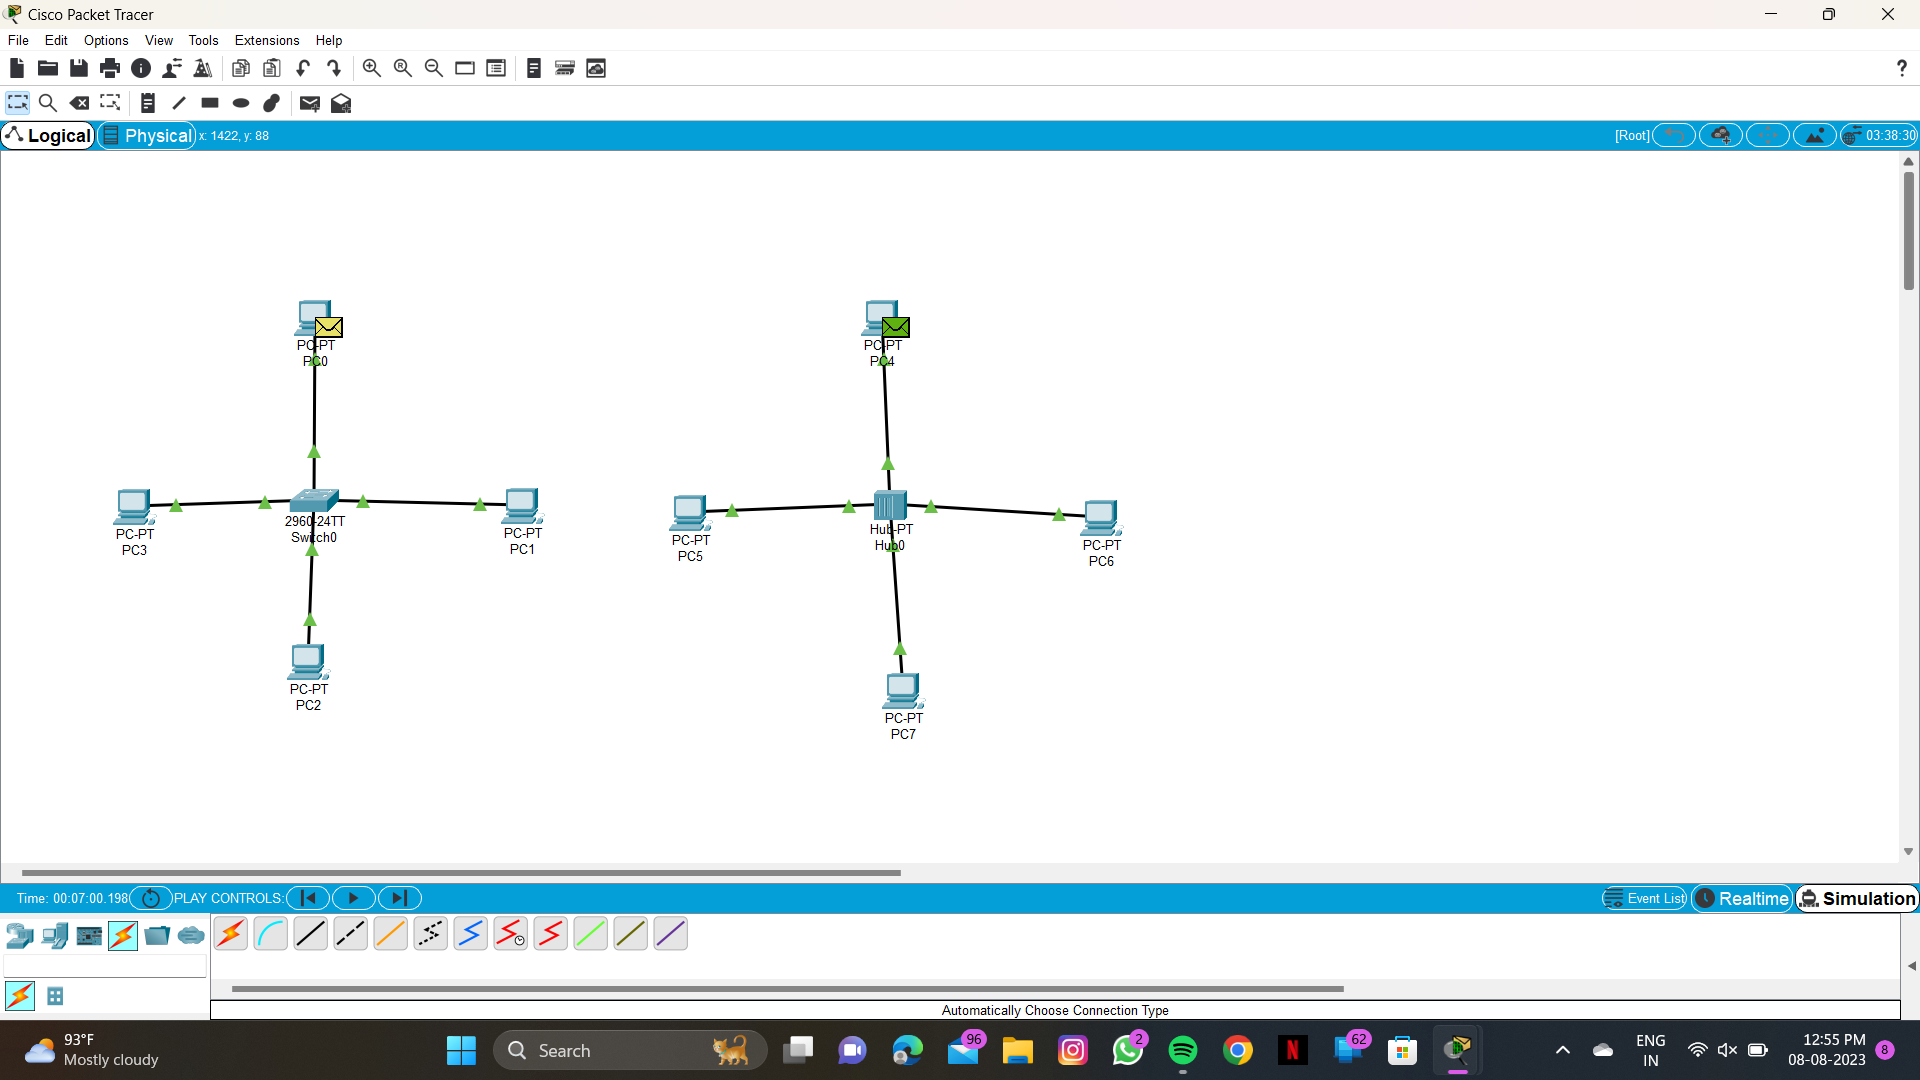 Cisco Packet Tracer
File Edit Options View Tools Extensions Help
Logical Physical x: 1422, y: 88 [Root] 03:38:30
PC-PT
PC0
PC-PT
PC4
PC-PT
PC3
2960-24TT
Switch0
PC-PT
PC1
PC-PT
PC5
Hub-PT
Hub0
PC-PT
PC6
PC-PT
PC2
PC-PT
PC7
Time: 00:07:00.198 PLAY CONTROLS: Event List Realtime Simulation
Automatically Choose Connection Type
93°F
Mostly cloudy
Search
96
2
N
62
ENG
IN
12:55 PM
08-08-2023
8